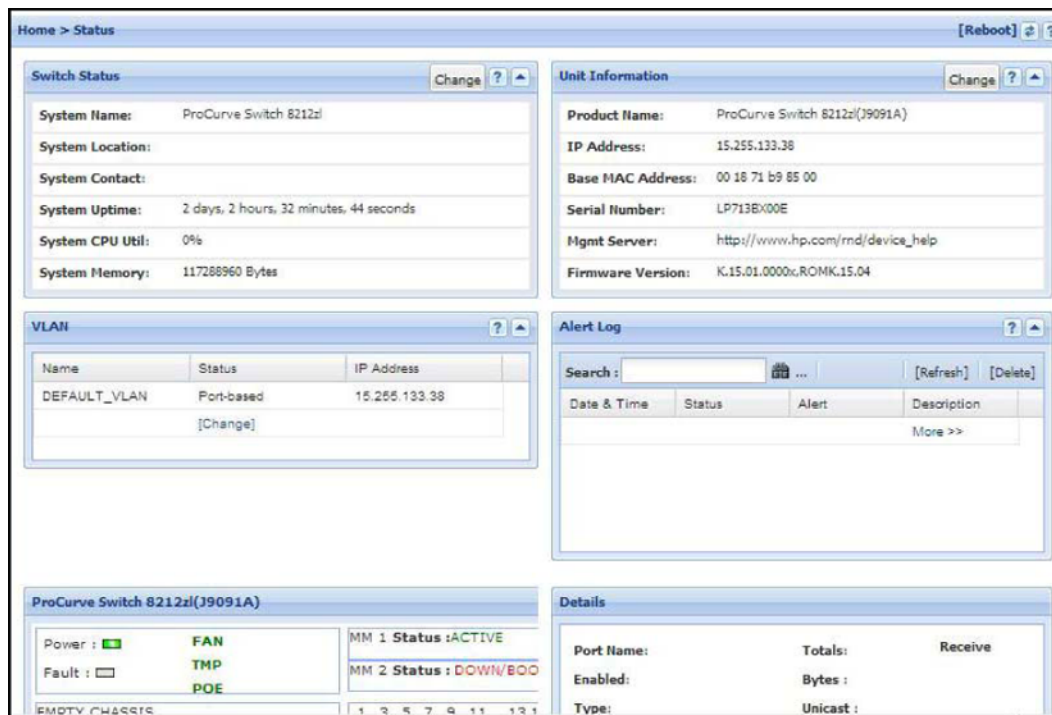 Home > Status
[Reboot]
?
Switch Status
Change ?
System Name: ProCurve Switch 8212zl
System Location:
System Contact:
System Uptime: 2 days, 2 hours, 32 minutes, 44 seconds
System CPU Util: 0%
System Memory: 117288960 Bytes
Unit Information
Change ?
Product Name: ProCurve Switch 8212zl(J9091A)
IP Address: 15.255.133.38
Base MAC Address: 00 18 71 b9 85 00
Serial Number: LP713BX00E
Mgmt Server: http://www.hp.com/rnd/device_help
Firmware Version: K.15.01.0000x,ROMK.15.04
VLAN
?
Name Status IP Address
DEFAULT_VLAN Port-based 15.255.133.38
[Change]
Alert Log
?
Search : ... [Refresh] [Delete]
Date & Time Status Alert Description
More >>
ProCurve Switch 8212zl(J9091A)
Power : FAN
Fault : TMP
POE
MM 1 Status :ACTIVE
MM 2 Status : DOWN/BOO
EMPTY CHASSIS
1 3 5 7 9 11 13 1
Details
Port Name: Totals: Receive
Enabled: Bytes :
Type: Unicast :